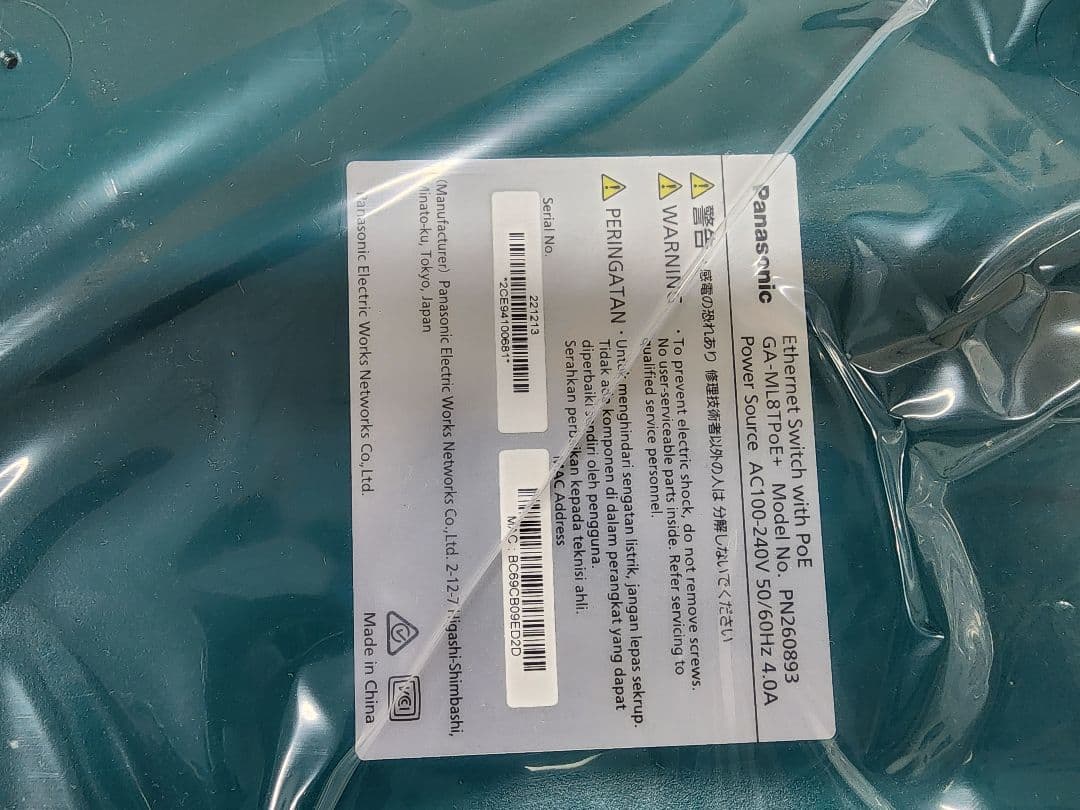 Panasonic
Ethernet Switch with PoE
GA-ML8TPoE+ Model No. PN260893
Power Source AC100-240V 50/60Hz 4.0A
警告・感電の恐れあり 修理技術者以外の人は 分解しないでください
WARNING・To prevent electric shock, do not remove screws.
No user-serviceable parts inside. Refer servicing to
qualified service personnel.
PERINGATAN・Untuk menghindari sengatan listrik, jangan lepas sekrup.
Tidak ada komponen di dalam perangkat yang dapat
diperbaiki sendiri oleh pengguna.
Serahkan perbaikan kepada teknisi ahli.
Serial No.
221213
*2CE94100681*
MAC Address
MAC : BC69CB09ED2D
(Manufacturer) Panasonic Electric Works Networks Co.,Ltd. 2-12-7 Higashi-Shimbashi,
Minato-ku, Tokyo, Japan
Panasonic Electric Works Networks Co.,Ltd.
KCI
Made in China